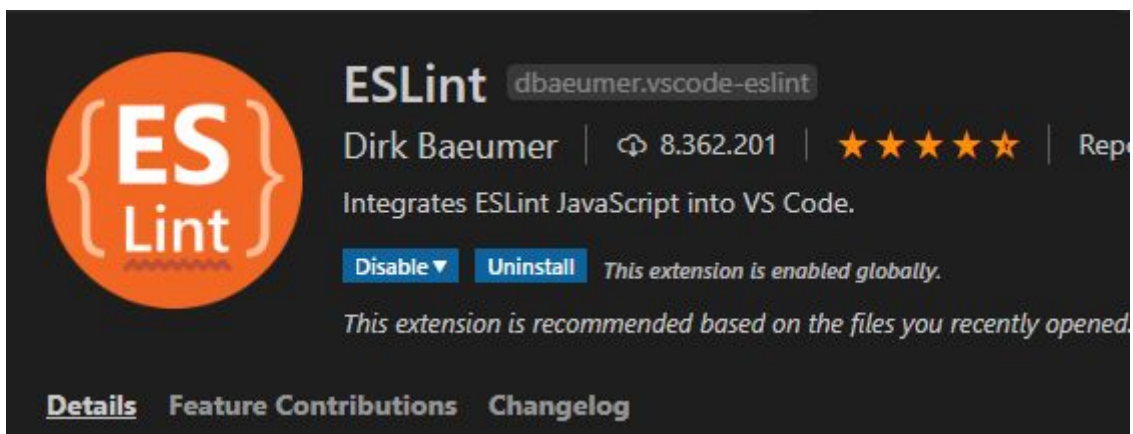 ES
Lint
ESLint dbaeumer.vscode-eslint
Dirk Baeumer | 8.362.201 | ★★★★★ | Repo
Integrates ESLint JavaScript into VS Code.
Disable▼ Uninstall This extension is enabled globally.
This extension is recommended based on the files you recently opened.
Details Feature Contributions Changelog